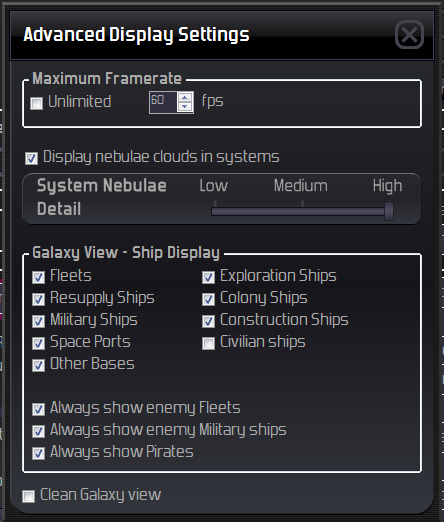 Advanced Display Settings
Maximum Framerate
Unlimited 60 fps
Display nebulae clouds in systems
System Nebulae Low Medium High
Detail
Galaxy View - Ship Display
Fleets Exploration Ships
Resupply Ships Colony Ships
Military Ships Construction Ships
Space Ports Civilian ships
Other Bases
Always show enemy Fleets
Always show enemy Military ships
Always show Pirates
Clean Galaxy view